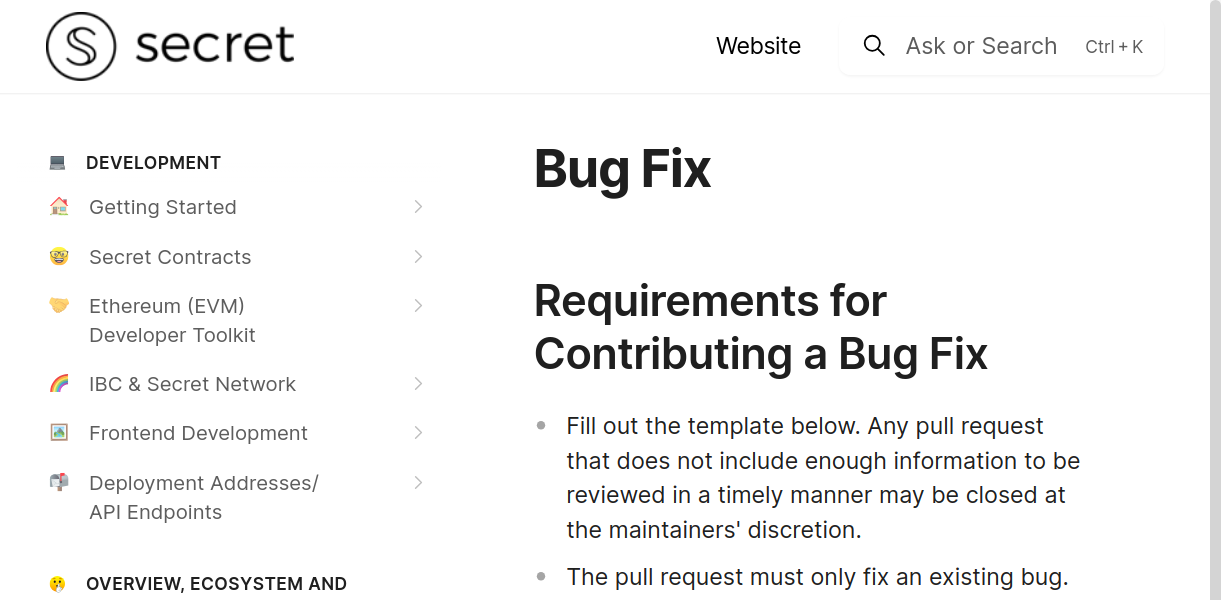 secret
Website
Ask or Search
Ctrl + K
DEVELOPMENT
Getting Started
Secret Contracts
Ethereum (EVM)
Developer Toolkit
IBC & Secret Network
Frontend Development
Deployment Addresses/
API Endpoints
OVERVIEW, ECOSYSTEM AND
Bug Fix
Requirements for
Contributing a Bug Fix
Fill out the template below. Any pull request
that does not include enough information to be
reviewed in a timely manner may be closed at
the maintainers' discretion.
The pull request must only fix an existing bug.